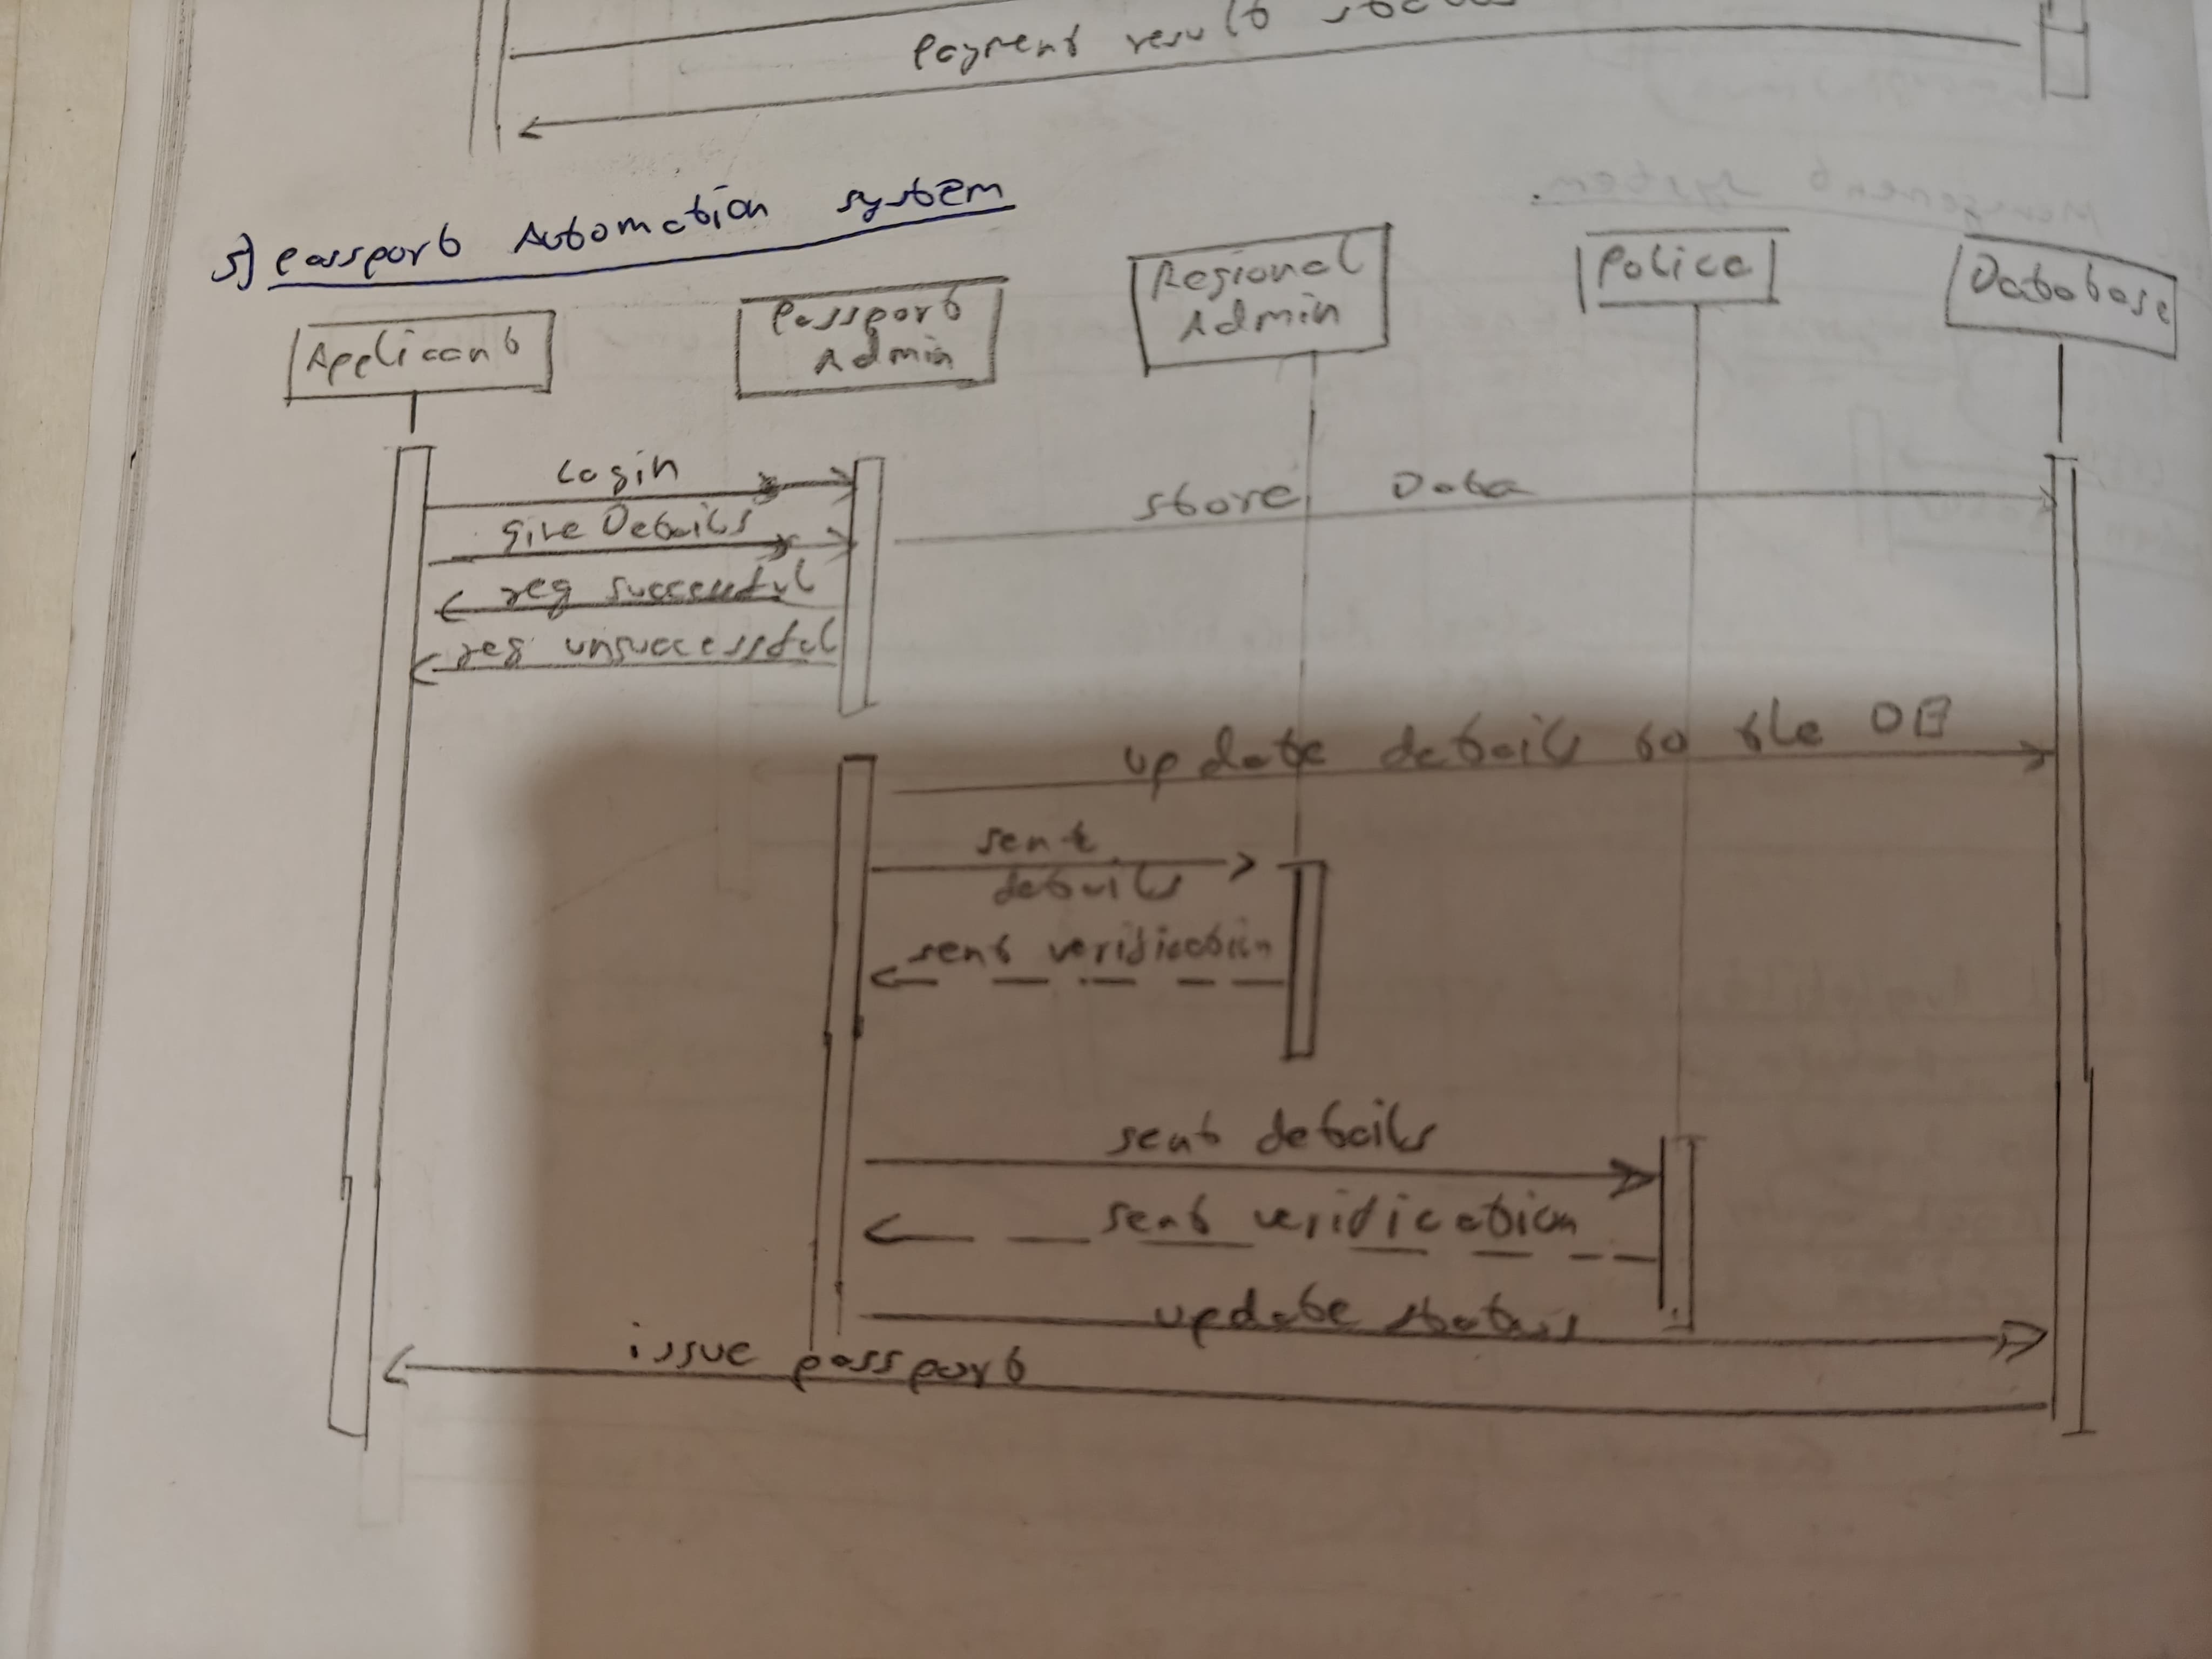 Payment result status
5) Passport Automation system
Applicant
Passport
Admin
Regional
Admin
Police
Database
Login
give Details
store Data
reg successful
reg unsuccessful
update details to the DB
sent
details
sent verification
sent details
sent verification
update status
issue passport